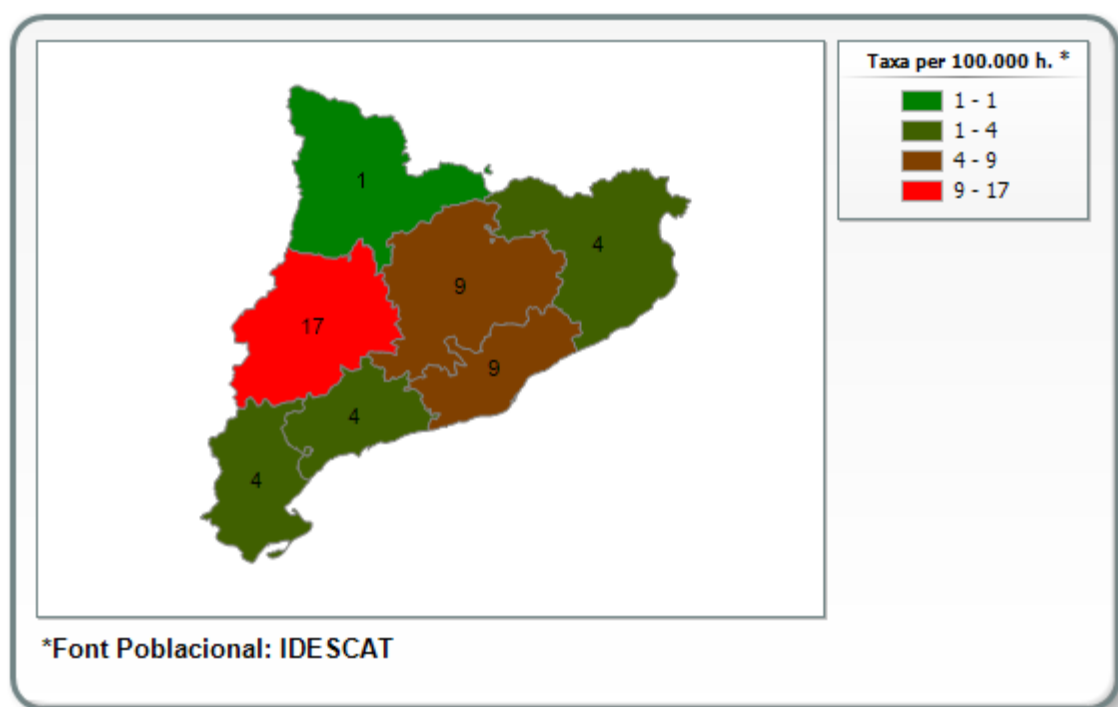 Taxa per 100.000 h. *
1 - 1
1 - 4
4 - 9
9 - 17
1
4
9
17
9
4
4
*Font Poblacional: IDESCAT